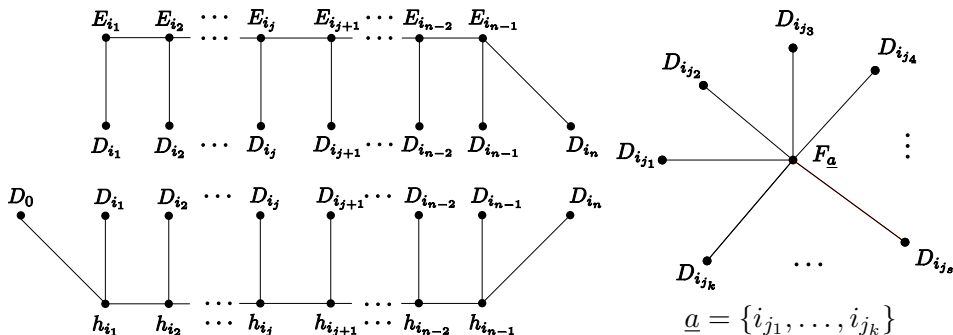 E_{i_1} E_{i_2} ⋯ E_{i_j} E_{i_{j+1}} ⋯ E_{i_{n-2}} E_{i_{n-1}}
⋯ ⋯
D_{i_1} D_{i_2} ⋯ D_{i_j} D_{i_{j+1}} ⋯ D_{i_{n-2}} D_{i_{n-1}} D_{i_n}
D_0 D_{i_1} D_{i_2} ⋯ D_{i_j} D_{i_{j+1}} ⋯ D_{i_{n-2}} D_{i_{n-1}} D_{i_n}
⋯ ⋯
h_{i_1} h_{i_2} ⋯ h_{i_j} h_{i_{j+1}} ⋯ h_{i_{n-2}} h_{i_{n-1}}
D_{i_{j_3}}
D_{i_{j_2}} D_{i_{j_4}}
D_{i_{j_1}} F_{\underline{a}} ⋮
D_{i_{j_k}} ⋯ D_{i_{j_s}}
\underline{a} = {i_{j_1}, . . . , i_{j_k}}